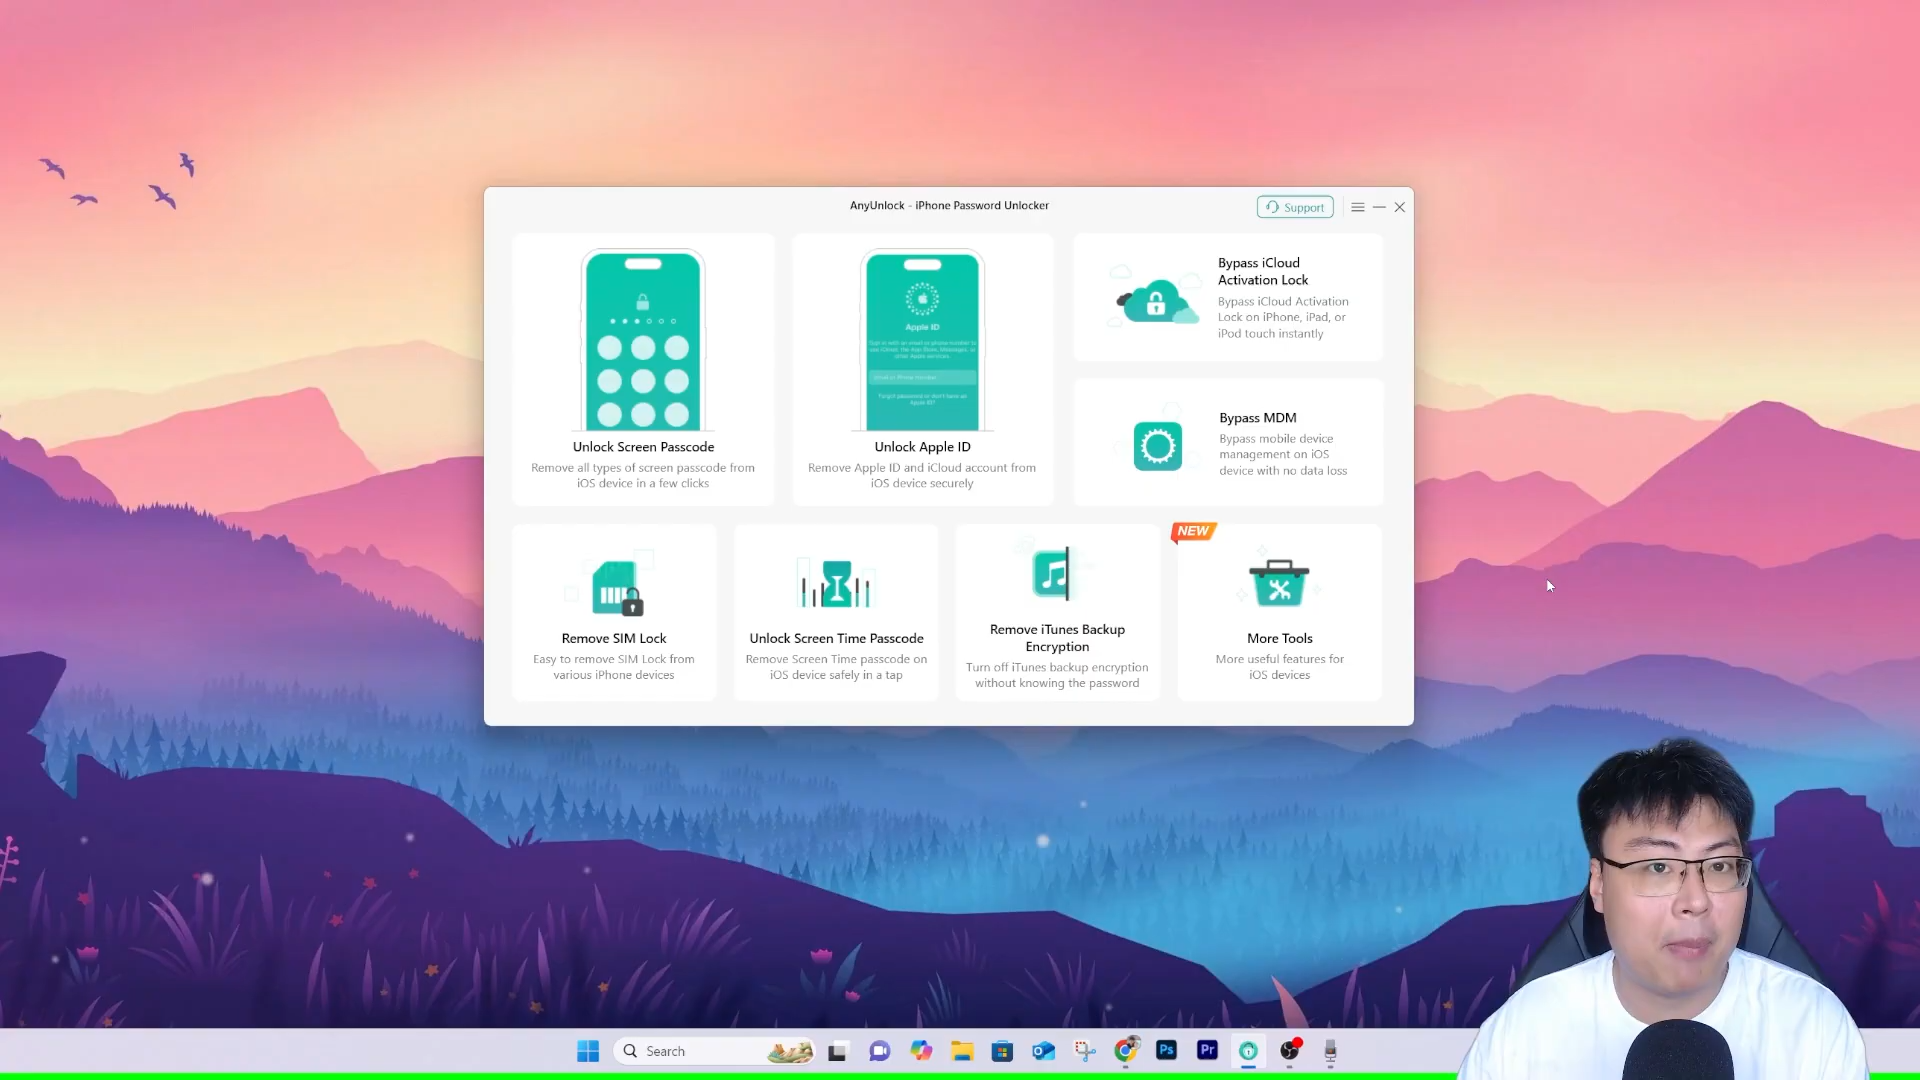 AnyUnlock - iPhone Password Unlocker
Support
Apple ID
Unlock Screen Passcode
Remove all types of screen passcode from
iOS device in a few clicks
Unlock Apple ID
Remove Apple ID and iCloud account from
iOS device securely
Bypass iCloud
Activation Lock
Bypass iCloud Activation
Lock on iPhone, iPad, or
iPod touch instantly
Bypass MDM
Bypass mobile device
management on iOS
device with no data loss
Remove SIM Lock
Easy to remove SIM Lock from
various iPhone devices
Unlock Screen Time Passcode
Remove Screen Time passcode on
iOS device safely in a tap
Remove iTunes Backup
Encryption
Turn off iTunes backup encryption
without knowing the password
NEW
More Tools
More useful features for
iOS devices
Search
Ps
Pr